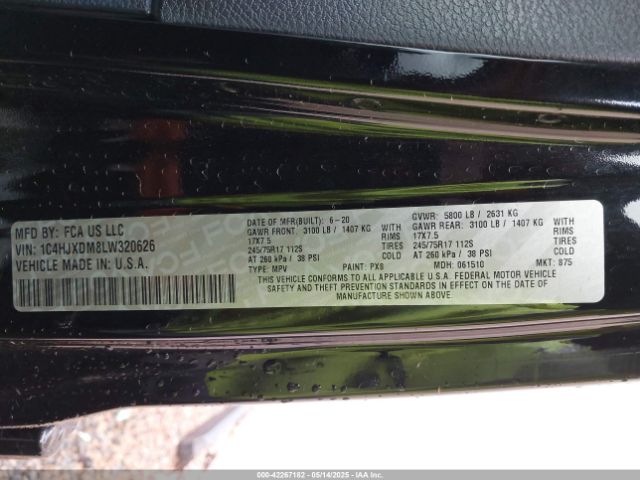 MFD BY: FCA US LLC
VIN: 1C4HJXDM8LW320626
VEHICLE MADE IN: U.S.A.
DATE OF MFR(BUILT): 6-20
GAWR FRONT: 3100 LB / 1407 KG WITH
17X7.5 RIMS
245/75R17 112S TIRES
AT 260 kPa / 38 PSI COLD
TYPE: MPV PAINT: PX8
GVWR: 5800 LB / 2631 KG
GAWR REAR: 3100 LB / 1407 KG WITH
17X7.5 RIMS
245/75R17 112S TIRES
AT 260 kPa / 38 PSI COLD
MDH: 061510 MKT: 875
THIS VEHICLE CONFORMS TO ALL APPLICABLE U.S.A. FEDERAL MOTOR VEHICLE
SAFETY AND THEFT PREVENTION STANDARDS IN EFFECT ON THE DATE OF
MANUFACTURE SHOWN ABOVE.
000-42267182 - 05/14/2025 - IAA Inc.